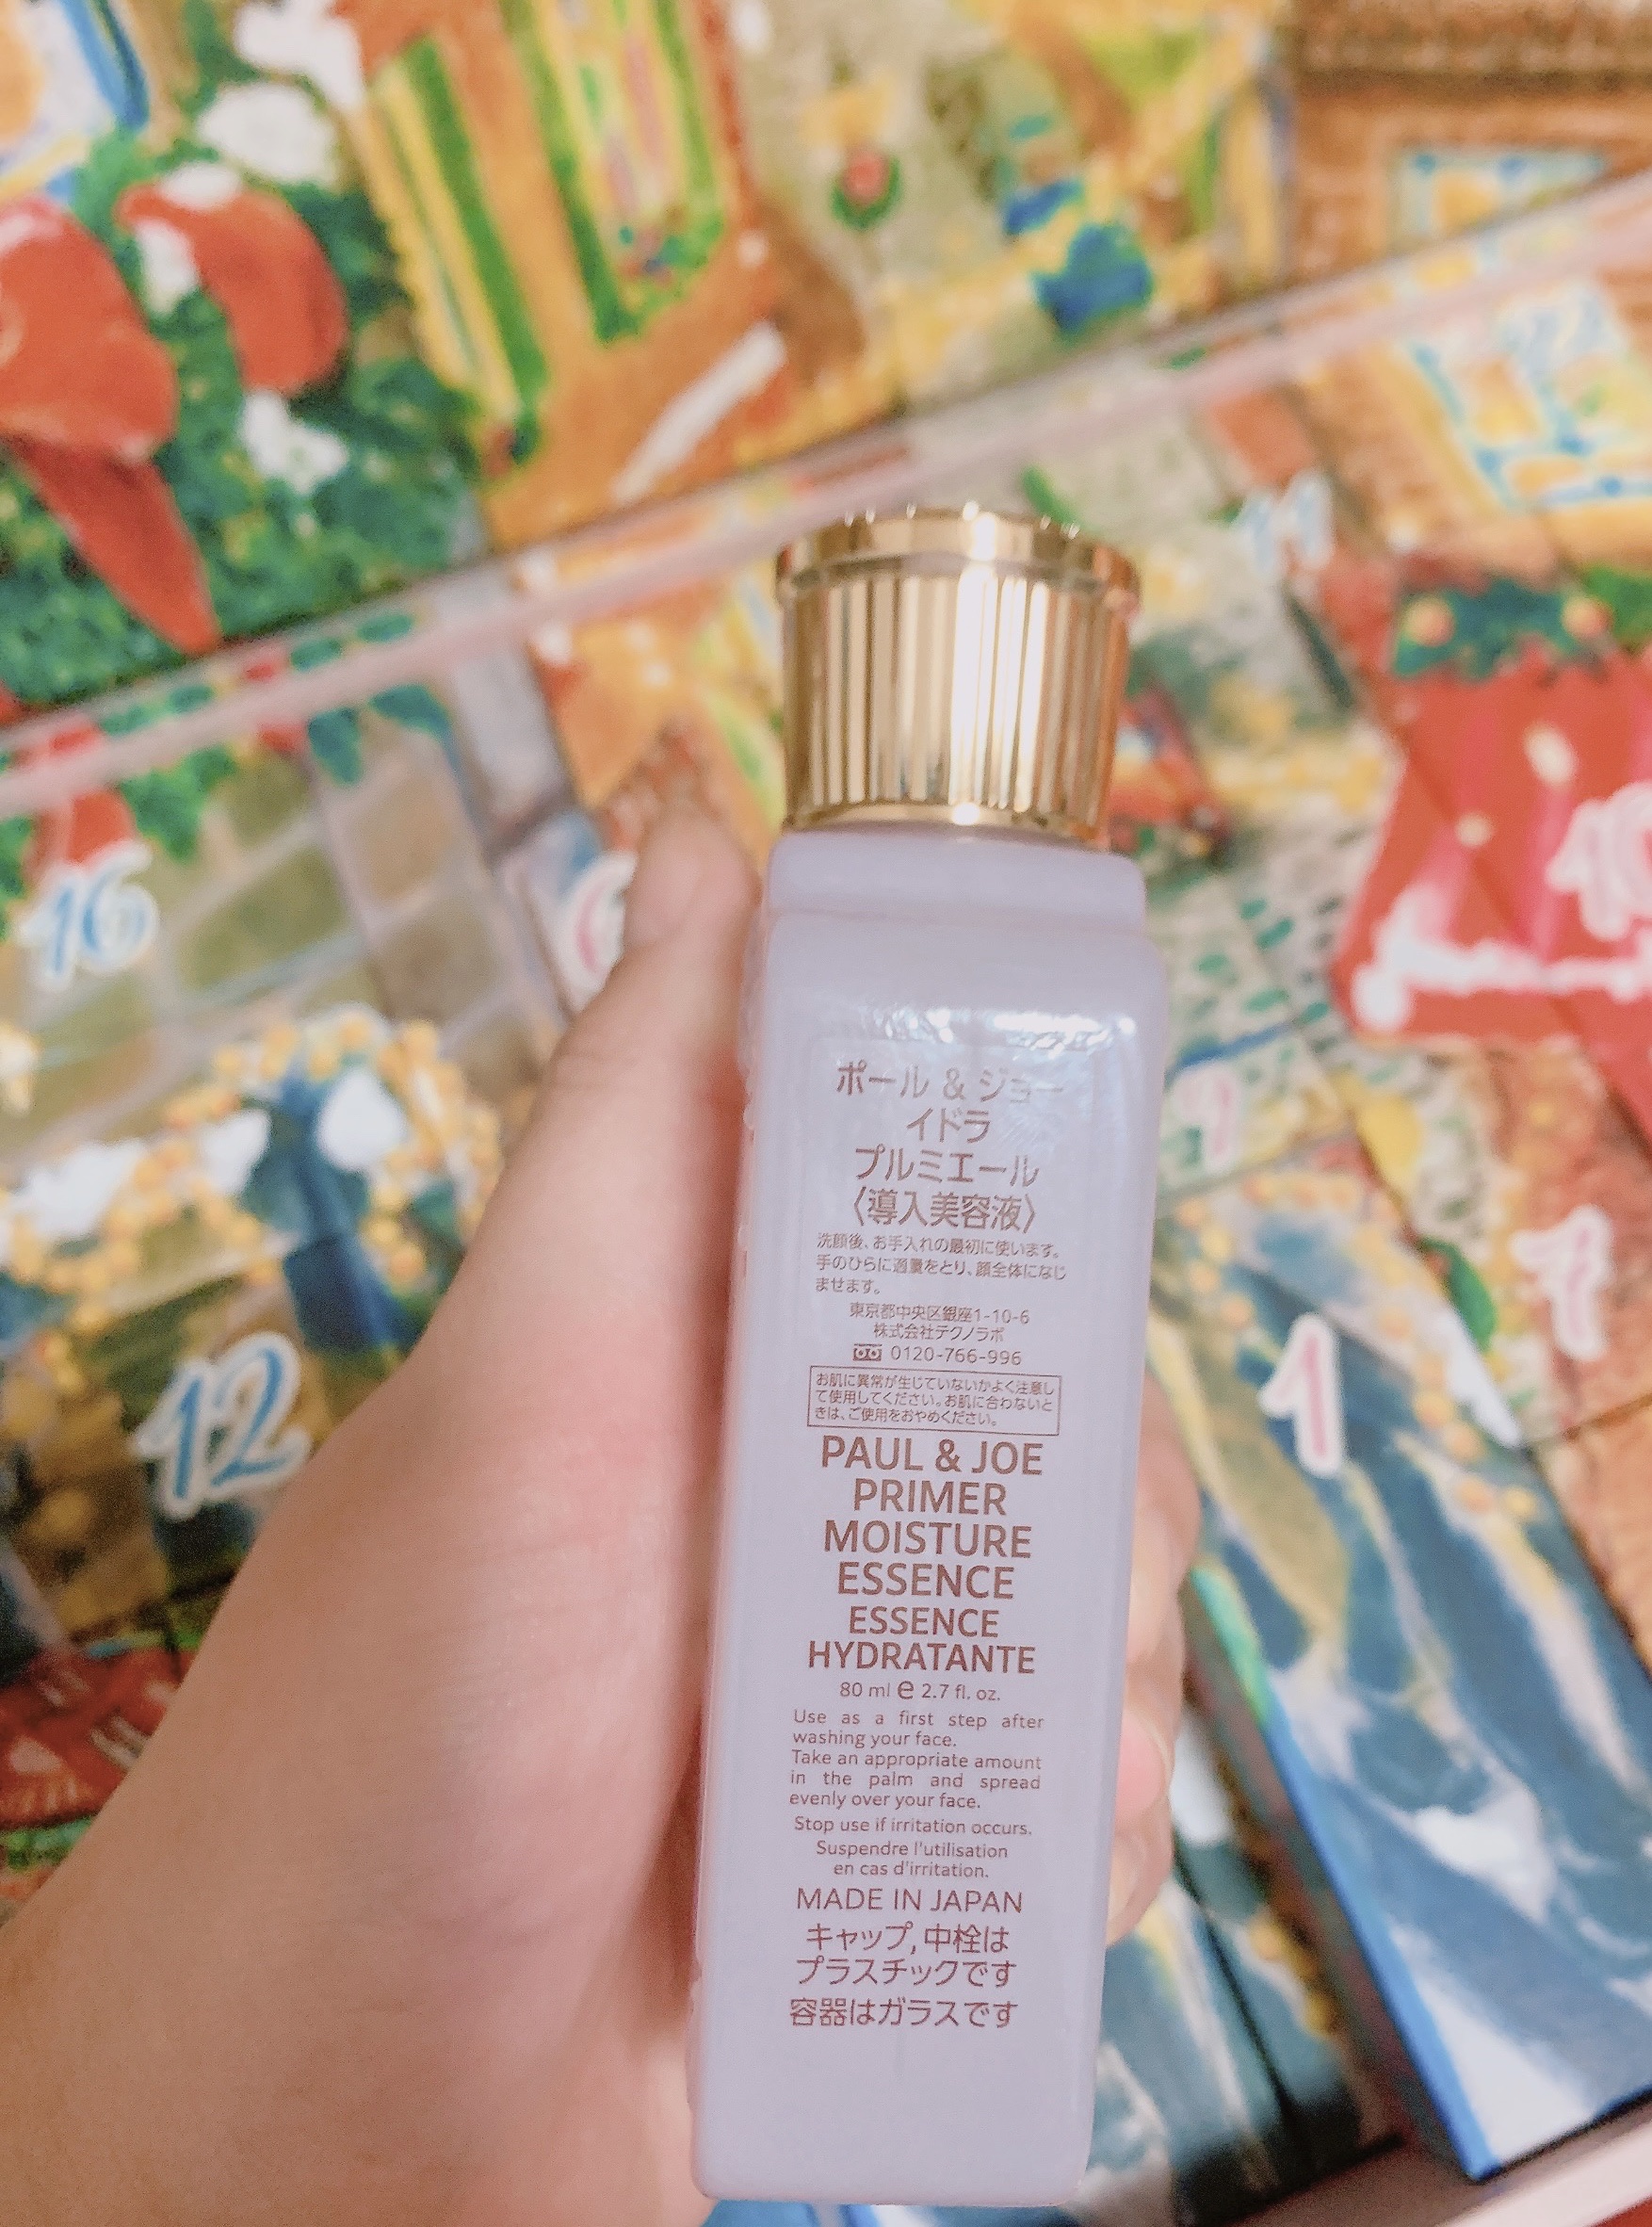 ポール & ジョー
イドラ
プルミエール
〈導入美容液〉
洗顔後、お手入れの最初に使います。
手のひらに適量をとり、顔全体になじ
ませます。
東京都中央区銀座1-10-6
株式会社テクノラボ
0120-766-996
お肌に異常が生じていないかよく注意し
て使用してください。お肌に合わないと
きは、ご使用をおやめください。
PAUL & JOE
PRIMER
MOISTURE
ESSENCE
ESSENCE
HYDRATANTE
80 ml e 2.7 fl. oz.
Use as a first step after
washing your face.
Take an appropriate amount
in the palm and spread
evenly over your face.
Stop use if irritation occurs.
Suspendre l'utilisation
en cas d'irritation.
MADE IN JAPAN
キャップ,中栓は
プラスチックです
容器はガラスです
16
12
11
10
1